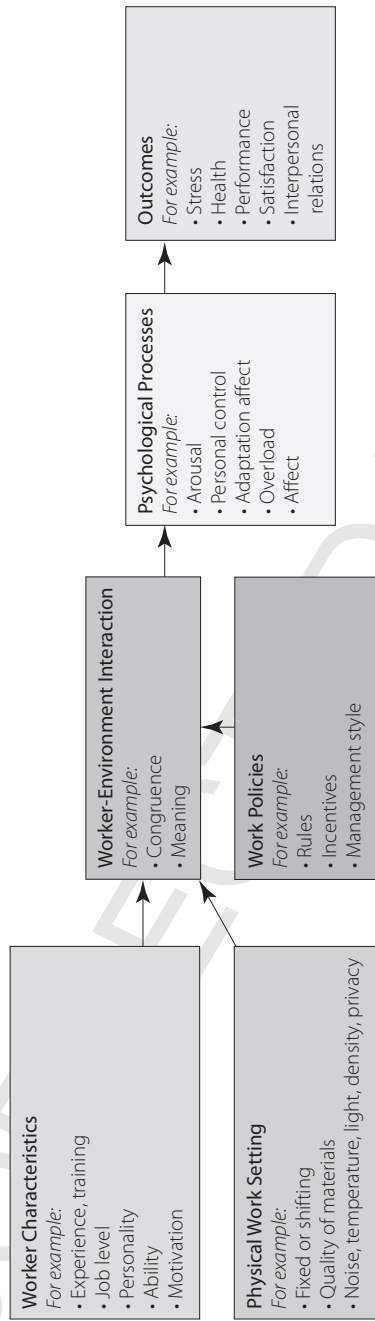 Worker Characteristics
For example:
• Experience, training
• Job level
• Personality
• Ability
• Motivation
Physical Work Setting
For example:
• Fixed or shifting
• Quality of materials
• Noise, temperature, light, density, privacy
Worker-Environment Interaction
For example:
• Congruence
• Meaning
Work Policies
For example:
• Rules
• Incentives
• Management style
Psychological Processes
For example:
• Arousal
• Personal control
• Adaptation affect
• Overload
• Affect
Outcomes
For example:
• Stress
• Health
• Performance
• Satisfaction
• Interpersonal
relations